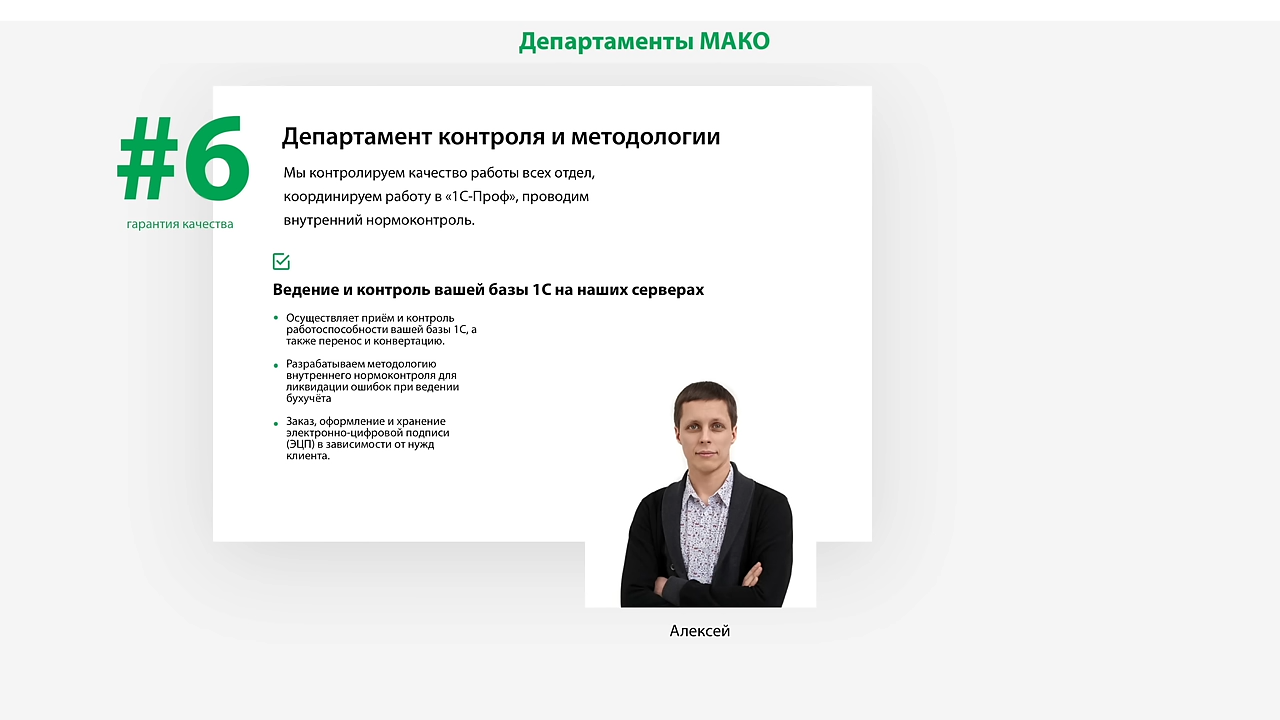 Департаменты МАКО
#6
гарантия качества
Департамент контроля и методологии
Мы контролируем качество работы всех отдел,
координируем работу в «1С-Проф», проводим
внутренний нормоконтроль.
Ведение и контроль вашей базы 1С на наших серверах
Осуществляет приём и контроль
работоспособности вашей базы 1С, а
также перенос и конвертацию.
Разрабатываем методологию
внутреннего нормоконтроля для
ликвидации ошибок при ведении
бухучёта
Заказ, оформление и хранение
электронно-цифровой подписи
(ЭЦП) в зависимости от нужд
клиента.
Алексей